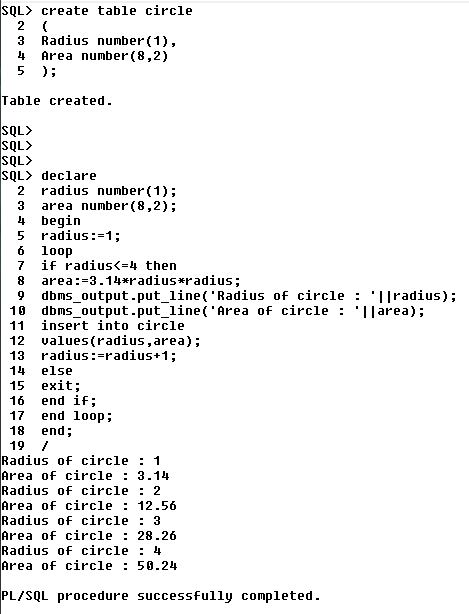 SQL> create table circle
  2  (
  3  Radius number(1),
  4  Area number(8,2)
  5  );

Table created.

SQL>
SQL>
SQL>
SQL> declare
  2  radius number(1);
  3  area number(8,2);
  4  begin
  5  radius:=1;
  6  loop
  7  if radius<=4 then
  8  area:=3.14*radius*radius;
  9  dbms_output.put_line('Radius of circle : '||radius);
 10  dbms_output.put_line('Area of circle : '||area);
 11  insert into circle
 12  values(radius,area);
 13  radius:=radius+1;
 14  else
 15  exit;
 16  end if;
 17  end loop;
 18  end;
 19  /
Radius of circle : 1
Area of circle : 3.14
Radius of circle : 2
Area of circle : 12.56
Radius of circle : 3
Area of circle : 28.26
Radius of circle : 4
Area of circle : 50.24

PL/SQL procedure successfully completed.